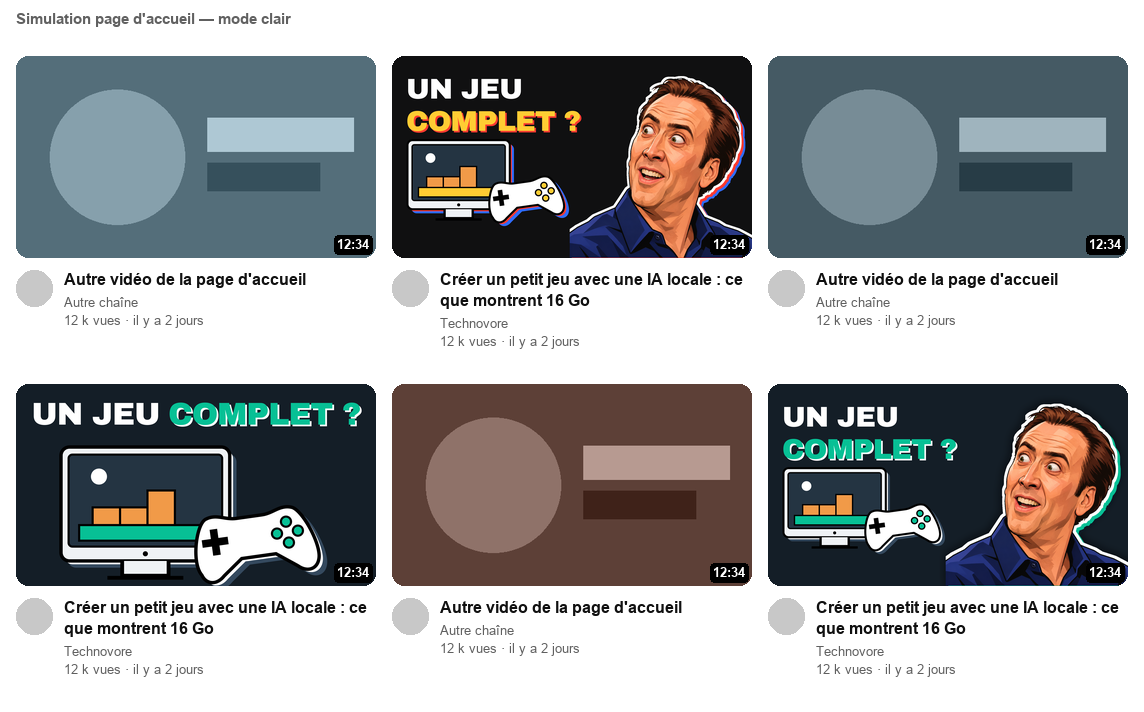 Simulation page d'accueil — mode clair
12:34
Autre vidéo de la page d'accueil
Autre chaîne
12 k vues · il y a 2 jours
UN JEU
COMPLET ?
12:34
Créer un petit jeu avec une IA locale : ce
que montrent 16 Go
Technovore
12 k vues · il y a 2 jours
12:34
Autre vidéo de la page d'accueil
Autre chaîne
12 k vues · il y a 2 jours
UN JEU COMPLET ?
12:34
Créer un petit jeu avec une IA locale : ce
que montrent 16 Go
Technovore
12 k vues · il y a 2 jours
12:34
Autre vidéo de la page d'accueil
Autre chaîne
12 k vues · il y a 2 jours
UN JEU
COMPLET ?
12:34
Créer un petit jeu avec une IA locale : ce
que montrent 16 Go
Technovore
12 k vues · il y a 2 jours